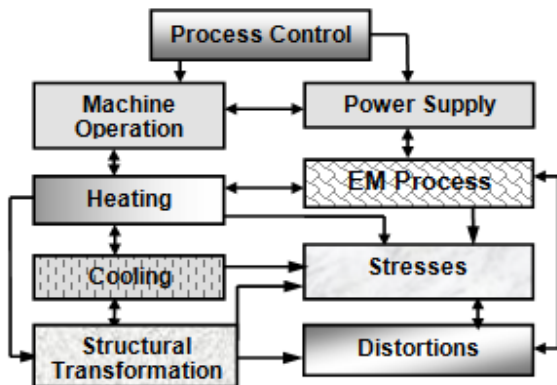 Process Control
Machine
Operation
Power Supply
EM Process
Heating
Cooling
Stresses
Structural
Transformation
Distortions